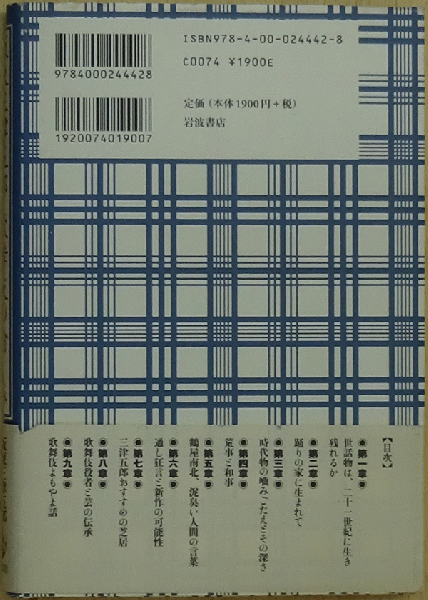 ISBN978-4-00-024442-8
C0074 ¥1900E
9784000244428
定価(本体1900円+税)
岩波書店
1920074019007
【目次】
●第一章●
世話物は、二十一世紀に生き
残れるか
●第二章●
踊りの家に生まれて
●第三章●
時代物の噛みごたえとその深さ
●第四章●
荒事と和事
●第五章●
鶴屋南北、泥臭い人間の言葉
●第六章●
通し狂言と新作の可能性
●第七章●
三津五郎おすすめの芝居
●第八章●
歌舞伎役者と芸の伝承
●第九章●
歌舞伎よもやま話